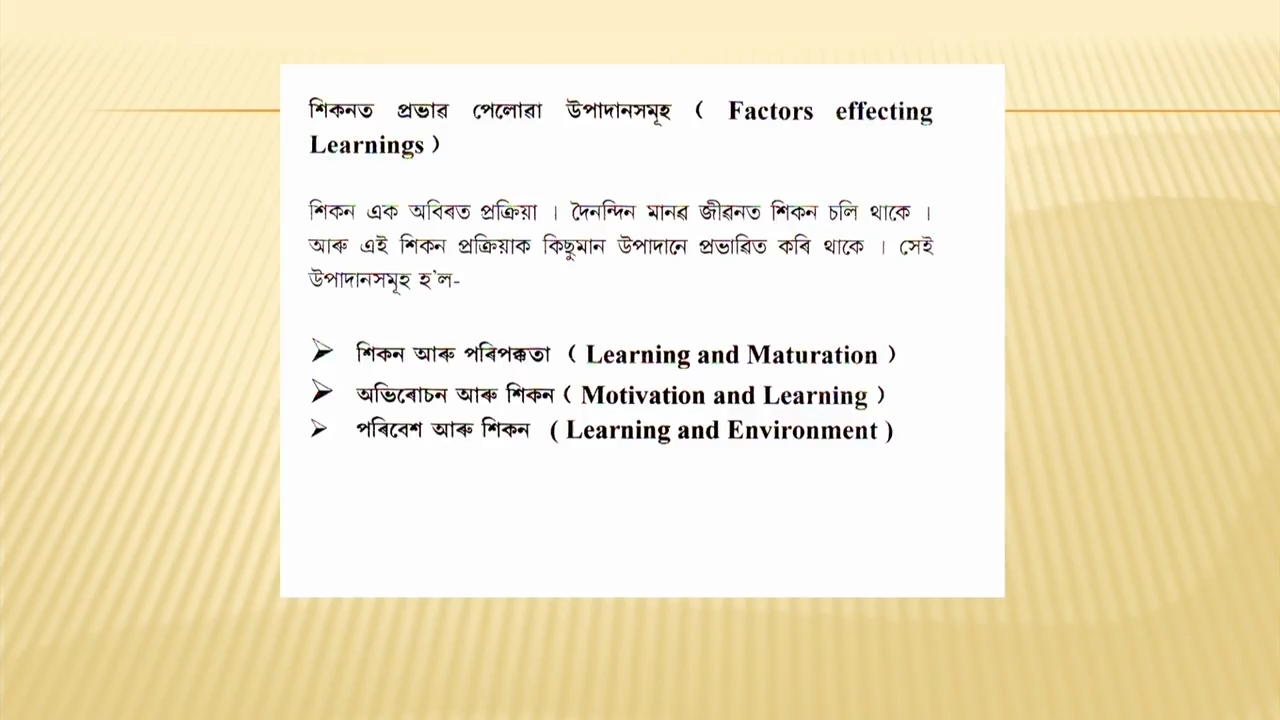 শিকনত প্ৰভাৱ পেলোৱা উপাদানসমূহ ( Factors effecting
Learnings )
শিকন এক অবিৰত প্ৰক্ৰিয়া । দৈনন্দিন মানৱ জীৱনত শিকন চলি থাকে ।
আৰু এই শিকন প্ৰক্ৰিয়াক কিছুমান উপাদানে প্ৰভাৱিত কৰি থাকে । সেই
উপাদানসমূহ হ'ল-
➢ শিকন আৰু পৰিপক্কতা ( Learning and Maturation )
➢ অভিৰোচন আৰু শিকন ( Motivation and Learning )
➢ পৰিবেশ আৰু শিকন ( Learning and Environment )